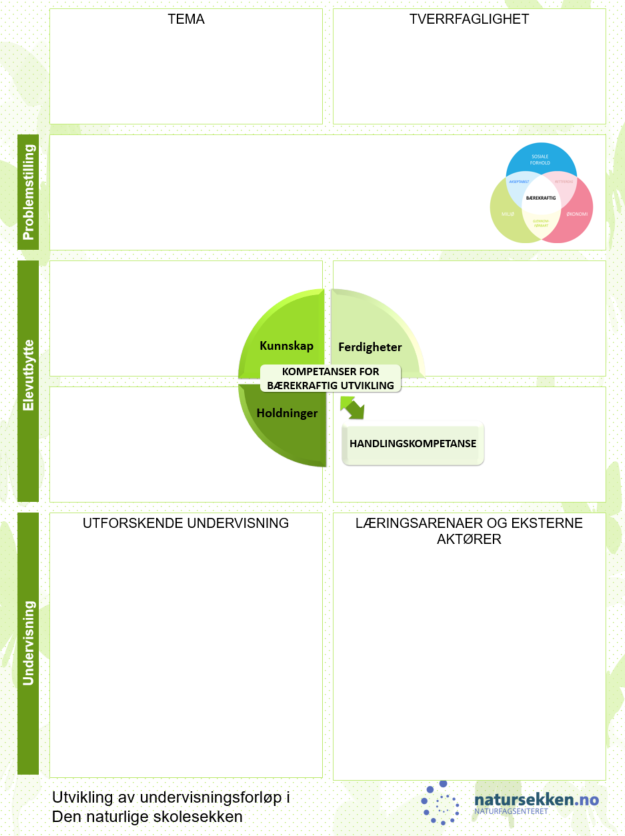 TEMA
TVERRFAGLIGHET
Problemstilling
SOSIALE
FORHOLD
BÆREKRAFTIG
MILJØ
ØKONOMI
Elevutbytte
Kunnskap
Ferdigheter
KOMPETANSER FOR
BÆREKRAFTIG UTVIKLING
Holdninger
HANDLINGSKOMPETANSE
Undervisning
UTFORSKENDE UNDERVISNING
LÆRINGSARENAER OG EKSTERNE
AKTØRER
Utvikling av undervisningsforløp i
Den naturlige skolesekken
natursekken.no
NATURFAGSENTERET